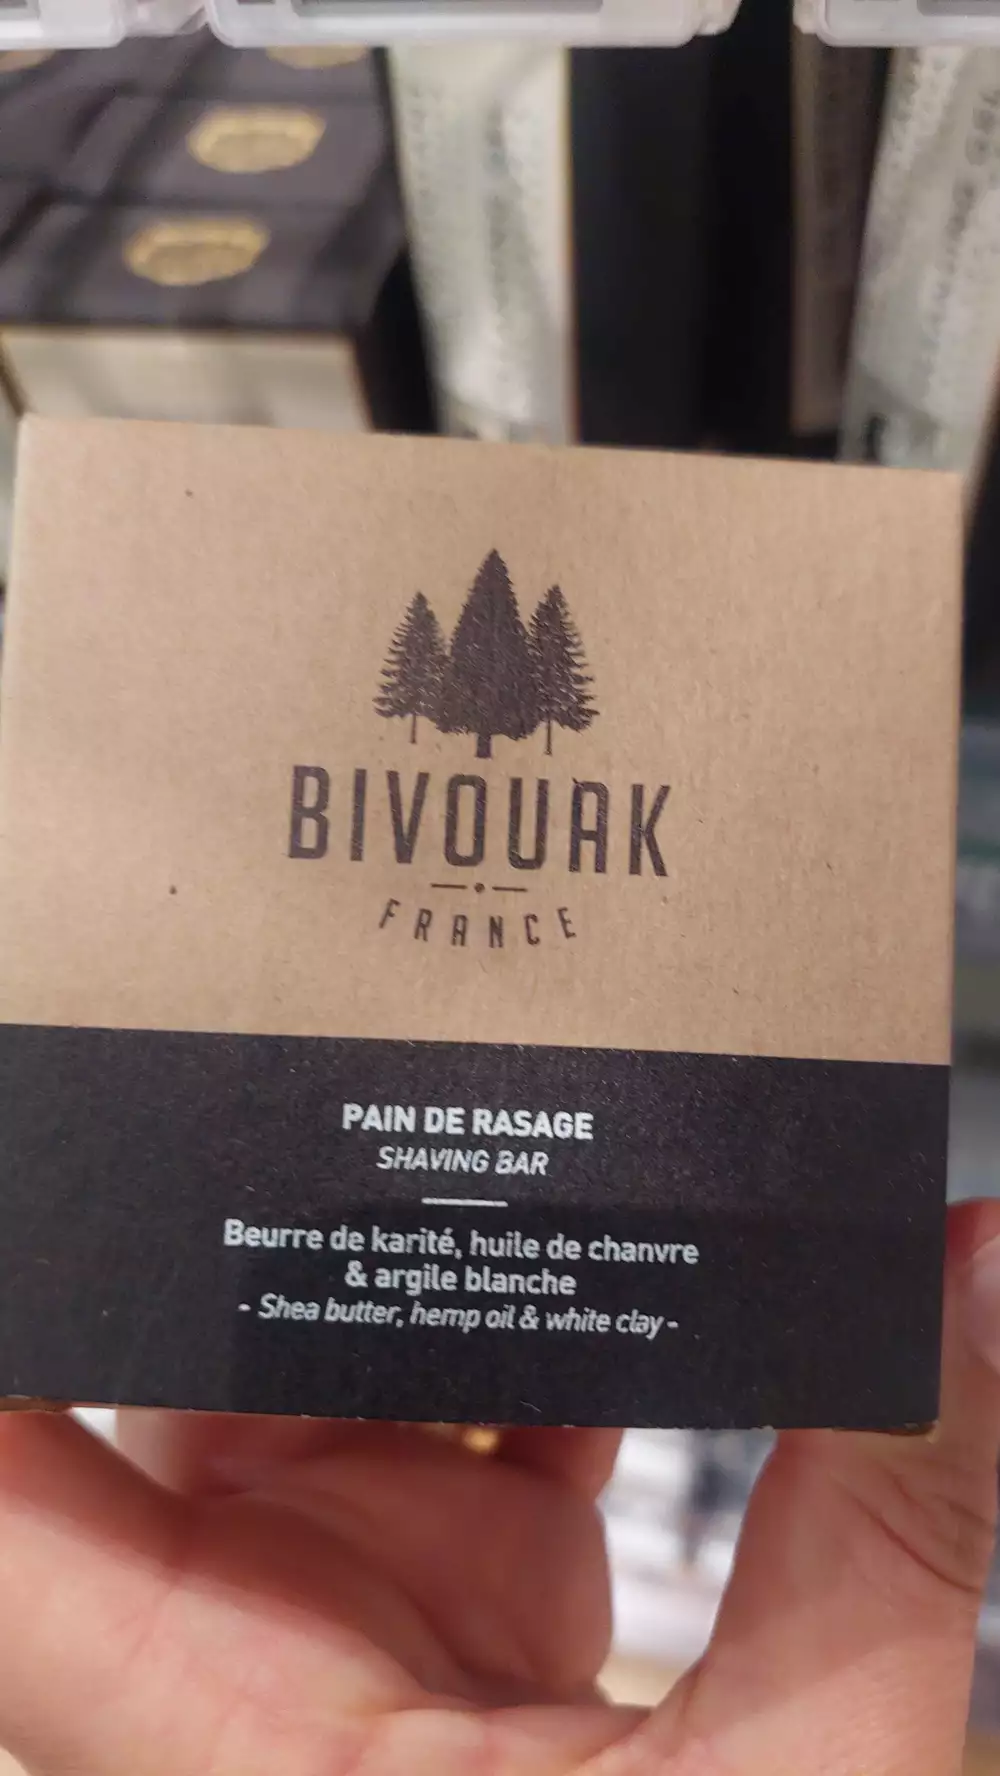 BIVOUAK
FRANCE
PAIN DE RASAGE
SHAVING BAR
Beurre de karité, huile de chanvre
& argile blanche
- Shea butter, hemp oil & white clay -